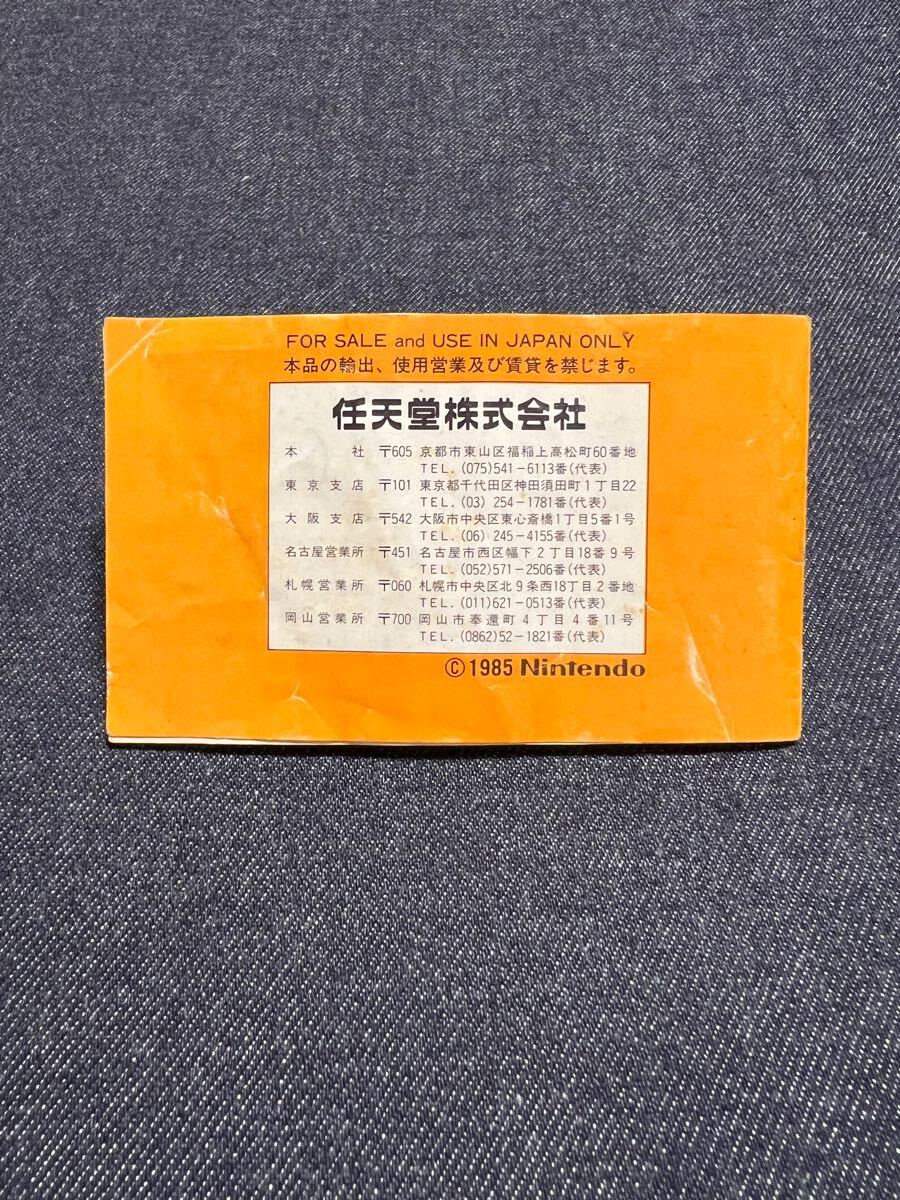 FOR SALE and USE IN JAPAN ONLY
本品の輸出、使用営業及び賃貸を禁じます。
任天堂株式会社
本社 〒605 京都市東山区福稲上高松町60番地
TEL. (075)541-6113番(代表)
東京支店 〒101 東京都千代田区神田須田町1丁目22
TEL. (03) 254-1781番(代表)
大阪支店 〒542 大阪市中央区東心斎橋1丁目5番1号
TEL. (06) 245-4155番(代表)
名古屋営業所 〒451 名古屋市西区幅下2丁目18番9号
TEL. (052)571-2506番(代表)
札幌営業所 〒060 札幌市中央区北9条西18丁目2番地
TEL. (011)621-0513番(代表)
岡山営業所 〒700 岡山市奉還町4丁目4番11号
TEL. (0862)52-1821番(代表)
©1985 Nintendo